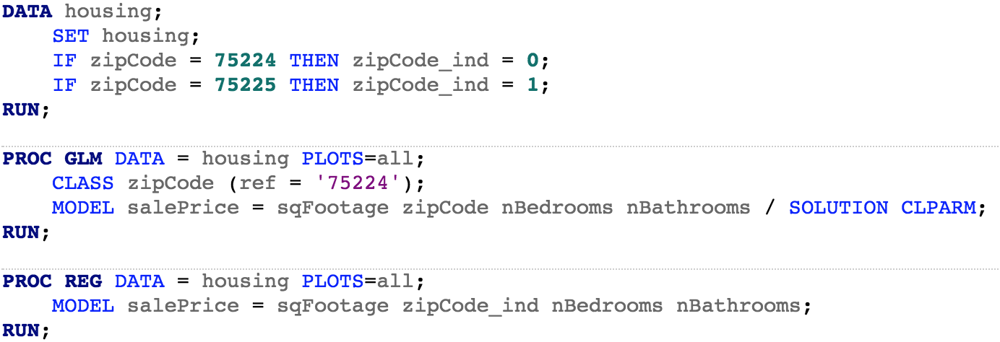 DATA housing;
SET housing;
IF zipCode = 75224 THEN zipCode_ind = 0;
IF zipCode = 75225 THEN zipCode_ind = 1;
RUN;
PROC GLM DATA = housing PLOTS=all;
CLASS zipCode (ref = '75224');
MODEL salePrice = sqFootage zipCode nBedrooms nBathrooms / SOLUTION CLPARM;
RUN;
PROC REG DATA = housing PLOTS=all;
MODEL salePrice = sqFootage zipCode_ind nBedrooms nBathrooms;
RUN;